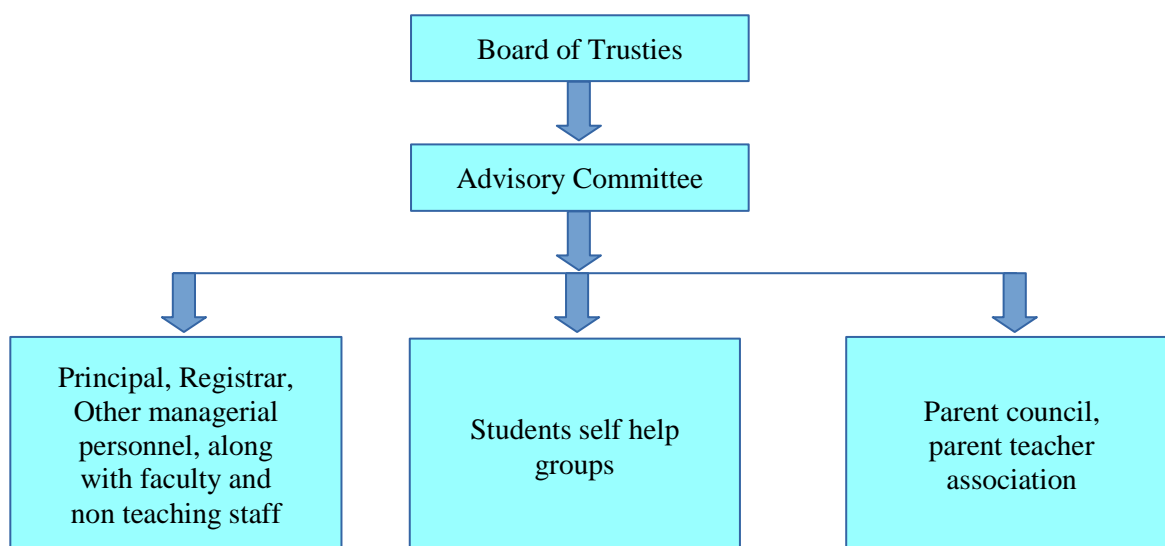 Board of Trusties
Advisory Committee
Principal, Registrar,
Other managerial
personnel, along
with faculty and
non teaching staff
Students self help
groups
Parent council,
parent teacher
association